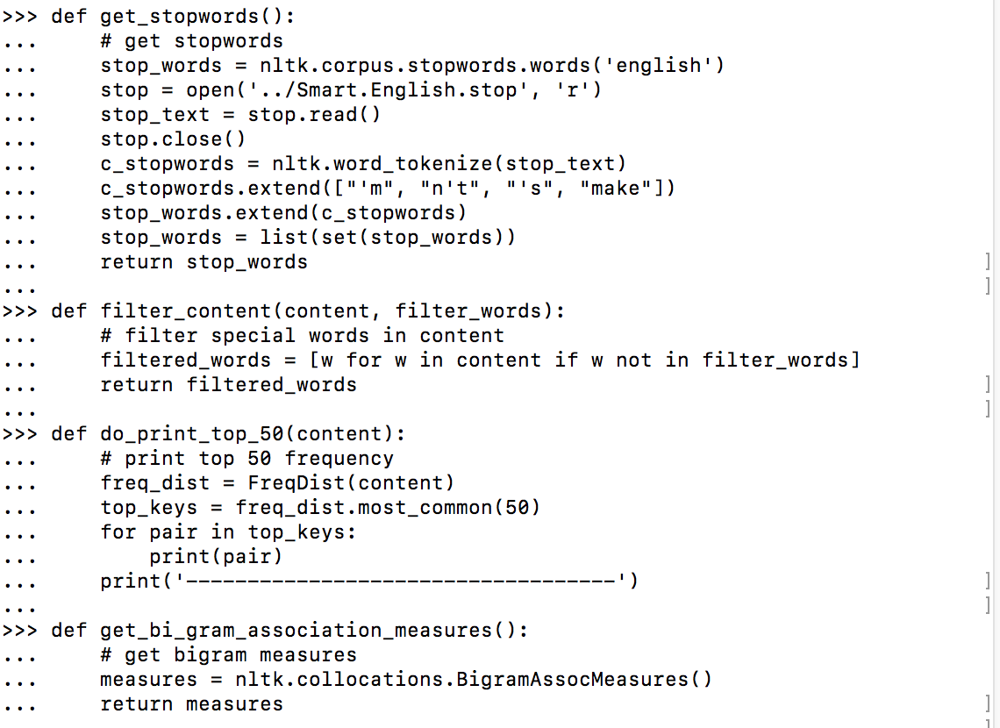 >>> def get_stopwords():
...     # get stopwords
...     stop_words = nltk.corpus.stopwords.words('english')
...     stop = open('../Smart.English.stop', 'r')
...     stop_text = stop.read()
...     stop.close()
...     c_stopwords = nltk.word_tokenize(stop_text)
...     c_stopwords.extend(["'m", "n't", "'s", "make"])
...     stop_words.extend(c_stopwords)
...     stop_words = list(set(stop_words))
...     return stop_words ]
... ]
>>> def filter_content(content, filter_words):
...     # filter special words in content
...     filtered_words = [w for w in content if w not in filter_words]
...     return filtered_words ]
... ]
>>> def do_print_top_50(content):
...     # print top 50 frequency
...     freq_dist = FreqDist(content)
...     top_keys = freq_dist.most_common(50)
...     for pair in top_keys:
...         print(pair)
...     print('-----------------------------------') ]
... ]
>>> def get_bi_gram_association_measures():
...     # get bigram measures
...     measures = nltk.collocations.BigramAssocMeasures()
...     return measures ]